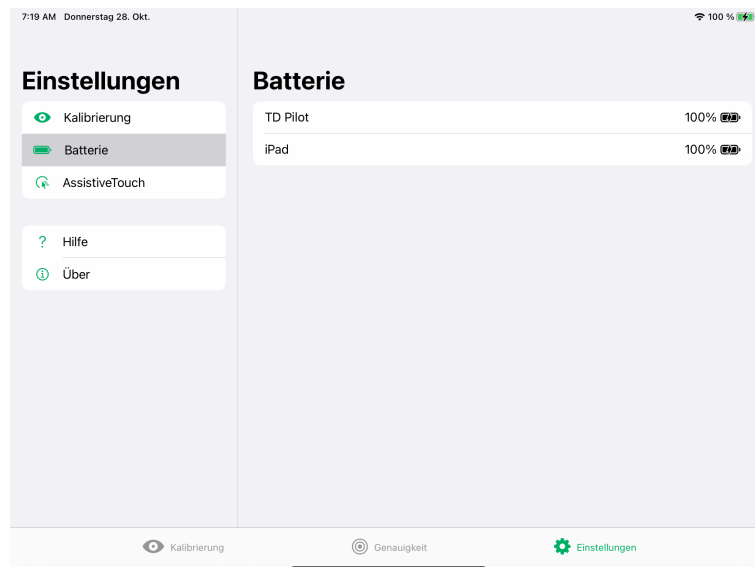 7:19 AM Donnerstag 28. Okt.
100 %
Einstellungen
Kalibrierung
Batterie
AssistiveTouch
? Hilfe
Über
Batterie
TD Pilot 100%
iPad 100%
Kalibrierung
Genauigkeit
Einstellungen